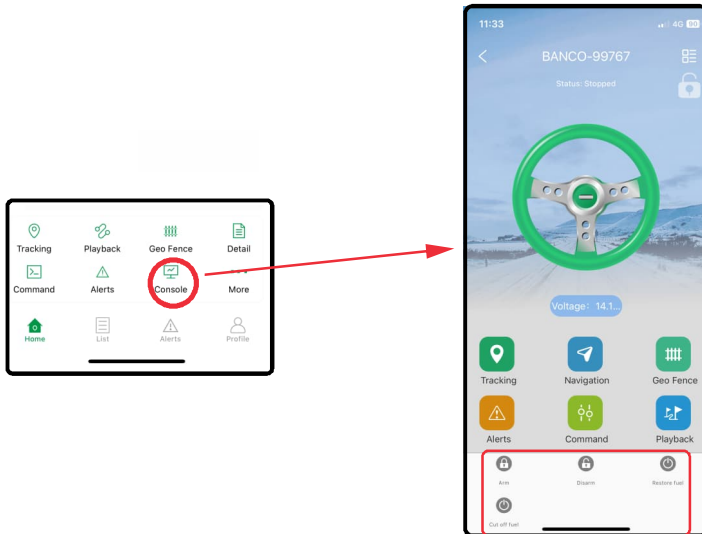 Tracking Playback Geo Fence Detail
Command Alerts Console More
Home List Alerts Profile
11:33 4G 90
BANCO-99767
Status: Stopped
Voltage: 14.1...
Tracking Navigation Geo Fence
Alerts Command Playback
Arm Disarm Restore fuel
Cut off fuel